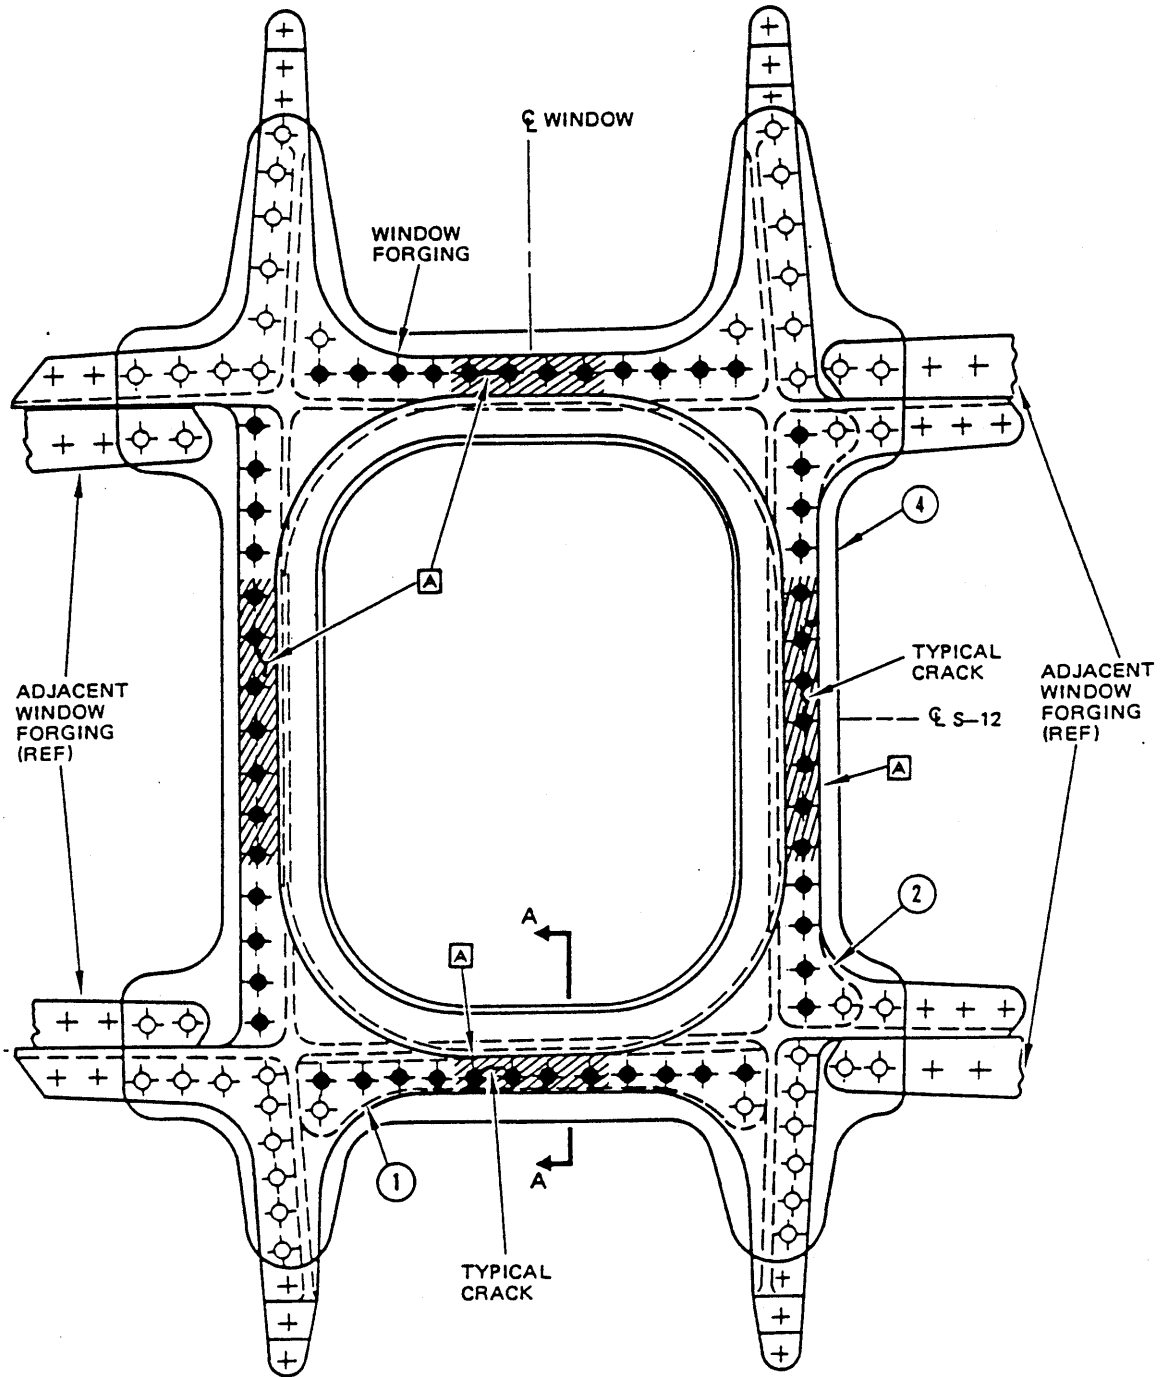 ℄ WINDOW
WINDOW
FORGING
4
A
TYPICAL
CRACK
ADJACENT
WINDOW
FORGING
(REF)
ADJACENT
WINDOW
FORGING
(REF)
℄ S-12
A
2
A
A
A
1
TYPICAL
CRACK